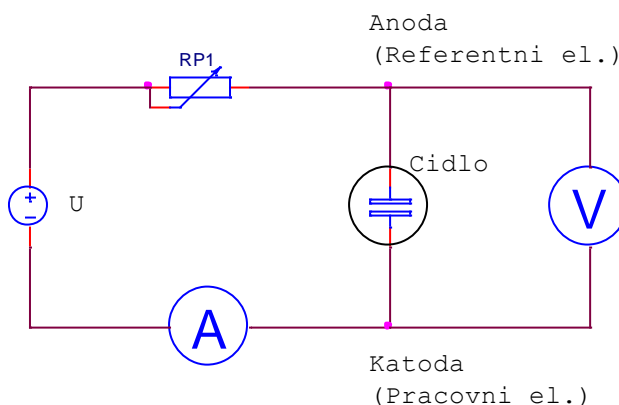 Anoda
(Referentni el.)
RP1
Cidlo
U
V
A
Katoda
(Pracovni el.)